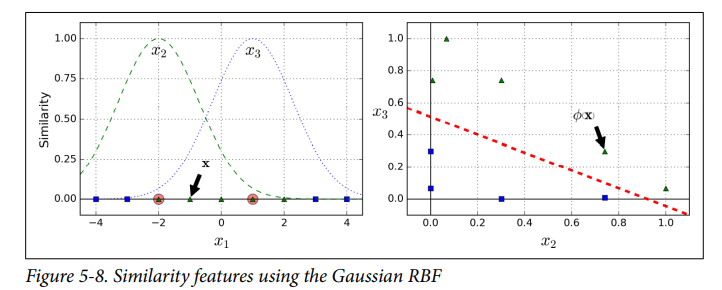 1.00
0.75
0.50
0.25
0.00
Similarity
x₂
x₃
x
−4
−2
0
2
4
x₁
1.0
0.8
0.6
0.4
0.2
0.0
x₃
ϕ(x)
0.0
0.2
0.4
0.6
0.8
1.0
x₂
Figure 5-8. Similarity features using the Gaussian RBF